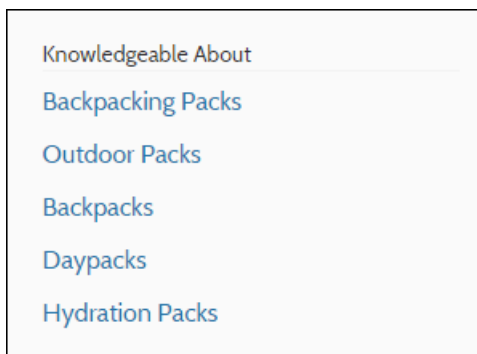 Knowledgeable About
Backpacking Packs
Outdoor Packs
Backpacks
Daypacks
Hydration Packs